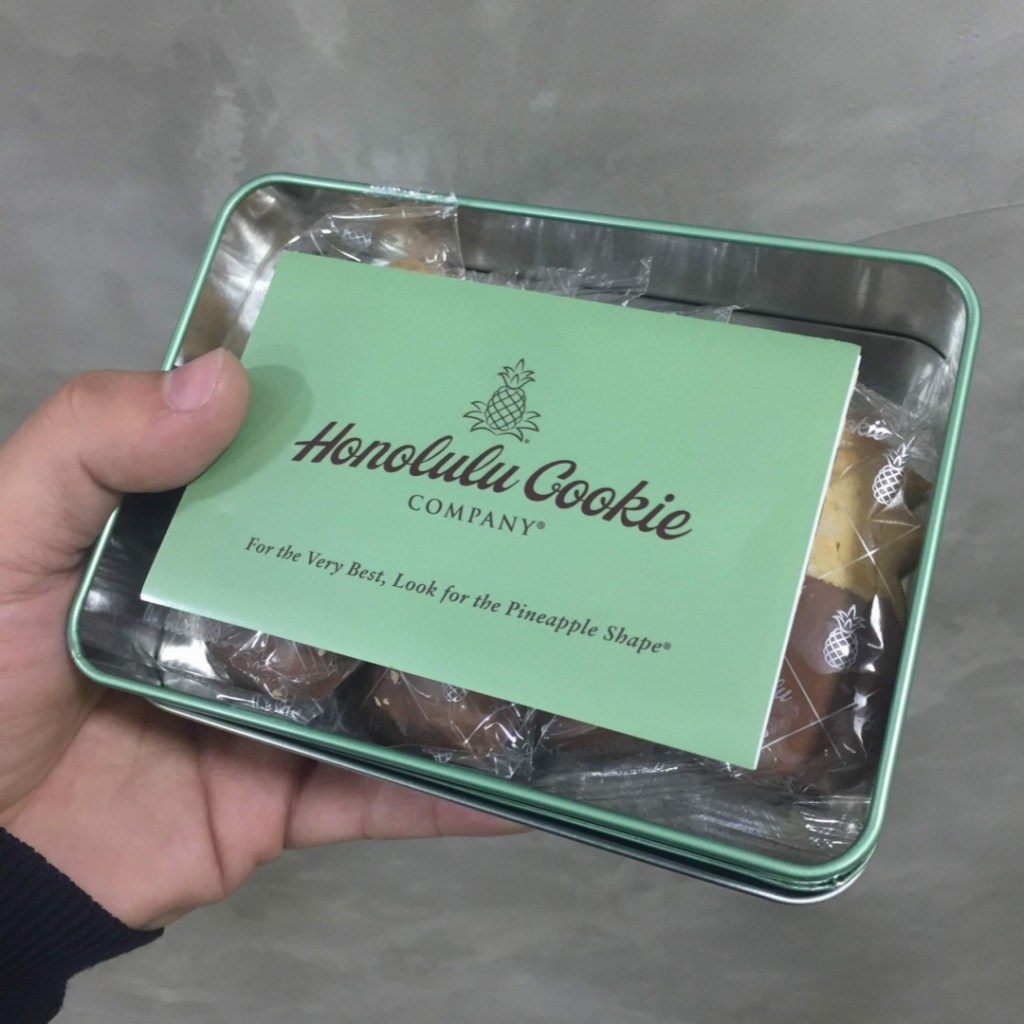 Honolulu Cookie
COMPANY®
For the Very Best, Look for the Pineapple Shape®